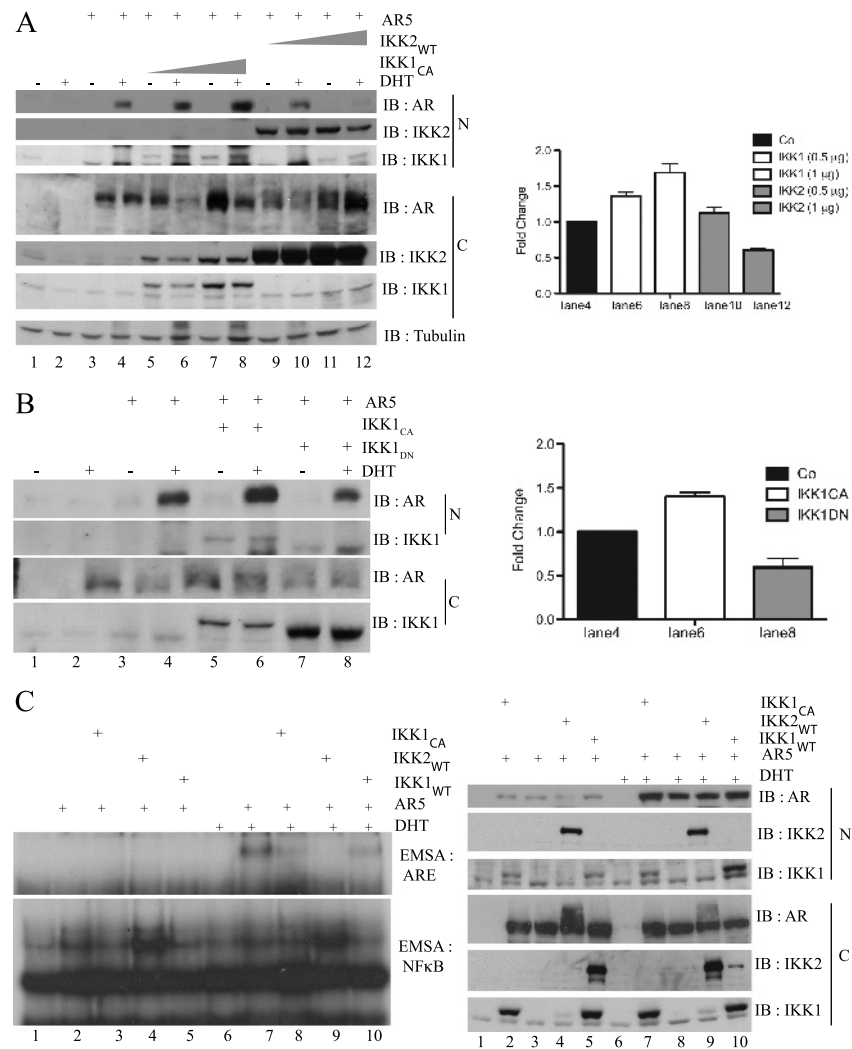 A
+ + + + + + + + + + AR5
IKK2WT
IKK1CA
- + - + - + - + - + - + DHT
IB : AR
IB : IKK2
IB : IKK1
N
IB : AR
IB : IKK2
IB : IKK1
C
IB : Tubulin
1 2 3 4 5 6 7 8 9 10 11 12
Fold Change
2.0
1.5
1.0
0.5
0.0
lane4 lane6 lane8 lane10 lane12
Co
IKK1 (0.5 µg)
IKK1 (1 µg)
IKK2 (0.5 µg)
IKK2 (1 µg)
B
+ + + + + + AR5
+ + IKK1CA
+ + IKK1DN
- + - + - + - + DHT
IB : AR
IB : IKK1
N
IB : AR
IB : IKK1
C
1 2 3 4 5 6 7 8
Fold Change
2.0
1.5
1.0
0.5
0.0
lane4 lane6 lane8
Co
IKK1CA
IKK1DN
C
+ + IKK1CA
+ + IKK2WT
+ + IKK1WT
+ + + + + + + + AR5
+ + + + + DHT
EMSA :
ARE
EMSA :
NFκB
1 2 3 4 5 6 7 8 9 10
+ + IKK1CA
+ + IKK2WT
+ + IKK1WT
+ + + + + + + + AR5
+ + + + + DHT
IB : AR
IB : IKK2
IB : IKK1
N
IB : AR
IB : IKK2
IB : IKK1
C
1 2 3 4 5 6 7 8 9 10